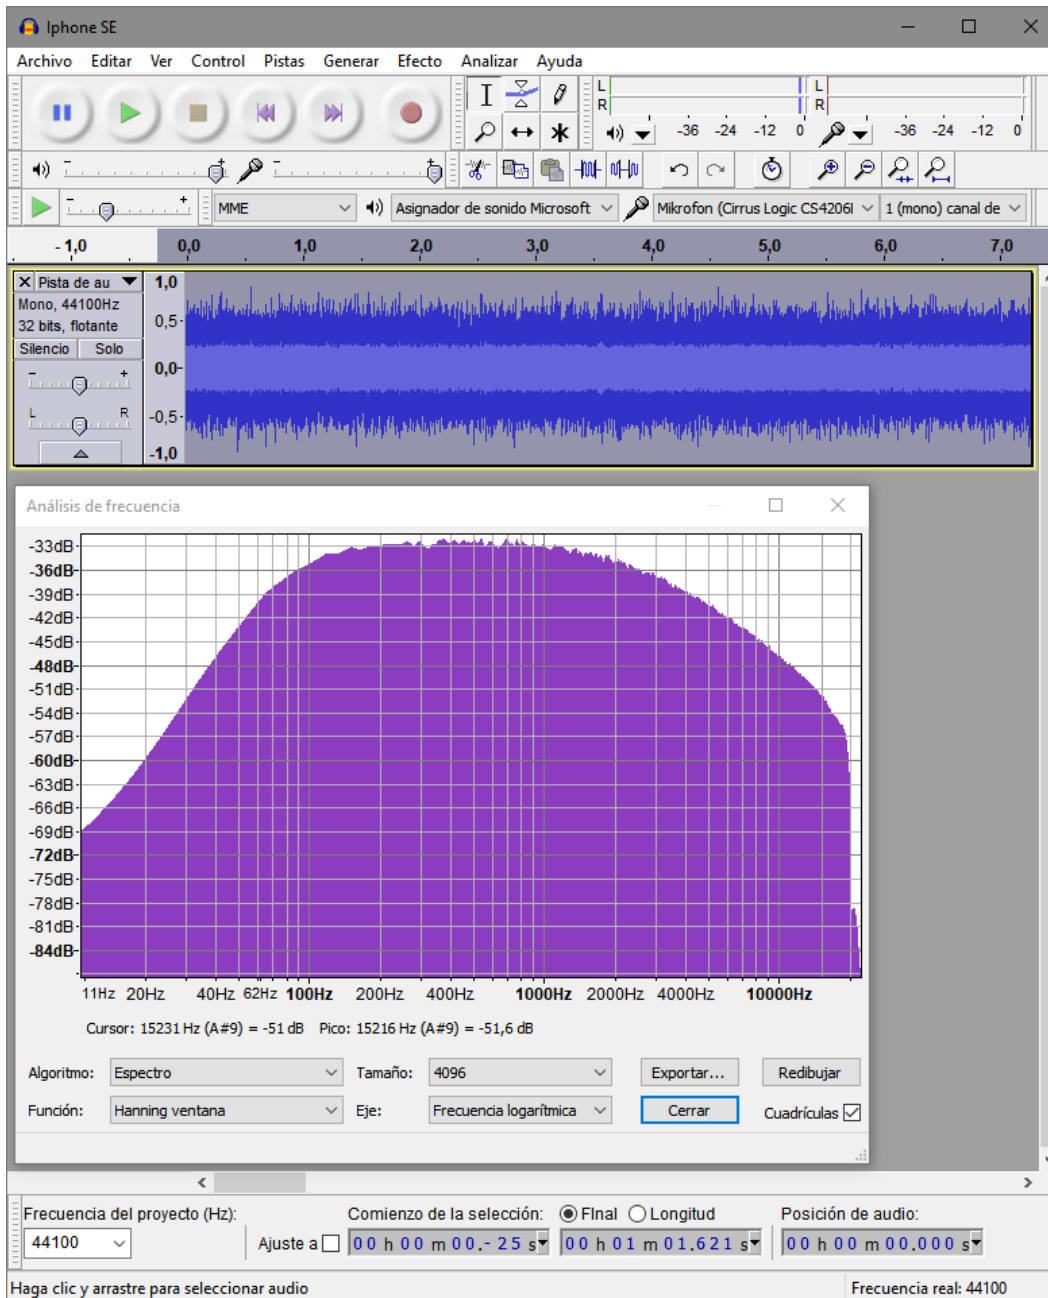 Iphone SE
Archivo Editar Ver Control Pistas Generar Efecto Analizar Ayuda
L
R
-36 -24 -12 0
L
R
-36 -24 -12 0
MME
Asignador de sonido Microsoft
Mikrofon (Cirrus Logic CS4206l
1 (mono) canal de
- 1,0 0,0 1,0 2,0 3,0 4,0 5,0 6,0 7,0
Pista de au
Mono, 44100Hz
32 bits, flotante
Silencio Solo
- +
L R
1,0
0,5-
0,0-
-0,5-
-1,0
Análisis de frecuencia
-33dB
-36dB
-39dB
-42dB
-45dB
-48dB
-51dB
-54dB
-57dB
-60dB
-63dB
-66dB
-69dB
-72dB
-75dB
-78dB
-81dB
-84dB
11Hz 20Hz 40Hz 62Hz 100Hz 200Hz 400Hz 1000Hz 2000Hz 4000Hz 10000Hz
Cursor: 15231 Hz (A#9) = -51 dB Pico: 15216 Hz (A#9) = -51,6 dB
Algoritmo: Espectro Tamaño: 4096 Exportar... Redibujar
Función: Hanning ventana Eje: Frecuencia logarítmica Cerrar Cuadrículas
Frecuencia del proyecto (Hz): Comienzo de la selección: FInal Longitud Posición de audio:
44100 Ajuste a 00 h 00 m 00.-25 s 00 h 01 m 01.621 s 00 h 00 m 00.000 s
Haga clic y arrastre para seleccionar audio Frecuencia real: 44100